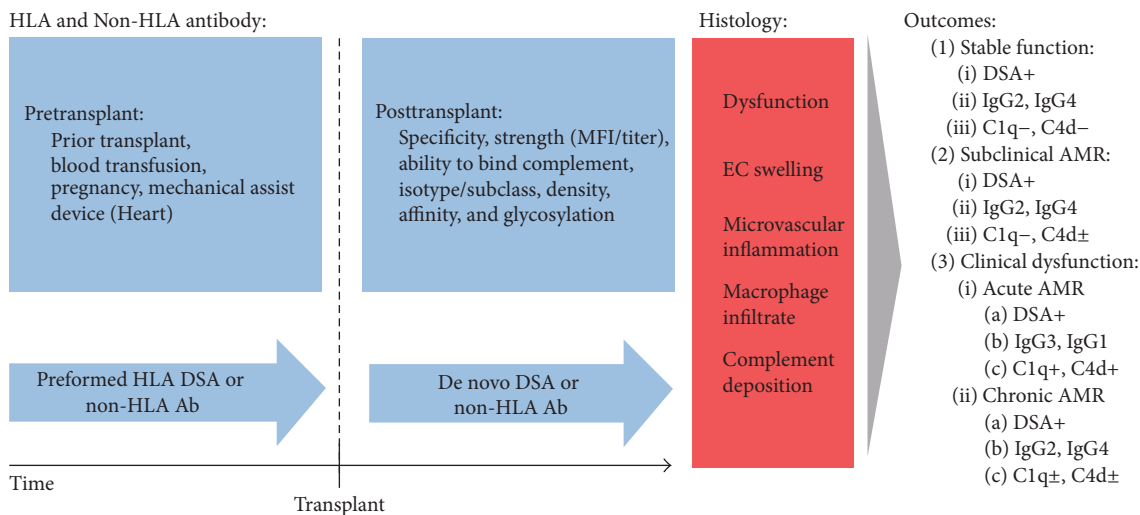 HLA and Non-HLA antibody:
Pretransplant:
Prior transplant,
blood transfusion,
pregnancy, mechanical assist
device (Heart)
Posttransplant:
Specificity, strength (MFI/titer),
ability to bind complement,
isotype/subclass, density,
affinity, and glycosylation
Preformed HLA DSA or
non-HLA Ab
De novo DSA or
non-HLA Ab
Time
Transplant
Histology:
Dysfunction
EC swelling
Microvascular
inflammation
Macrophage
infiltrate
Complement
deposition
Outcomes:
(1) Stable function:
(i) DSA+
(ii) IgG2, IgG4
(iii) C1q−, C4d−
(2) Subclinical AMR:
(i) DSA+
(ii) IgG2, IgG4
(iii) C1q−, C4d±
(3) Clinical dysfunction:
(i) Acute AMR
(a) DSA+
(b) IgG3, IgG1
(c) C1q+, C4d+
(ii) Chronic AMR
(a) DSA+
(b) IgG2, IgG4
(c) C1q±, C4d±